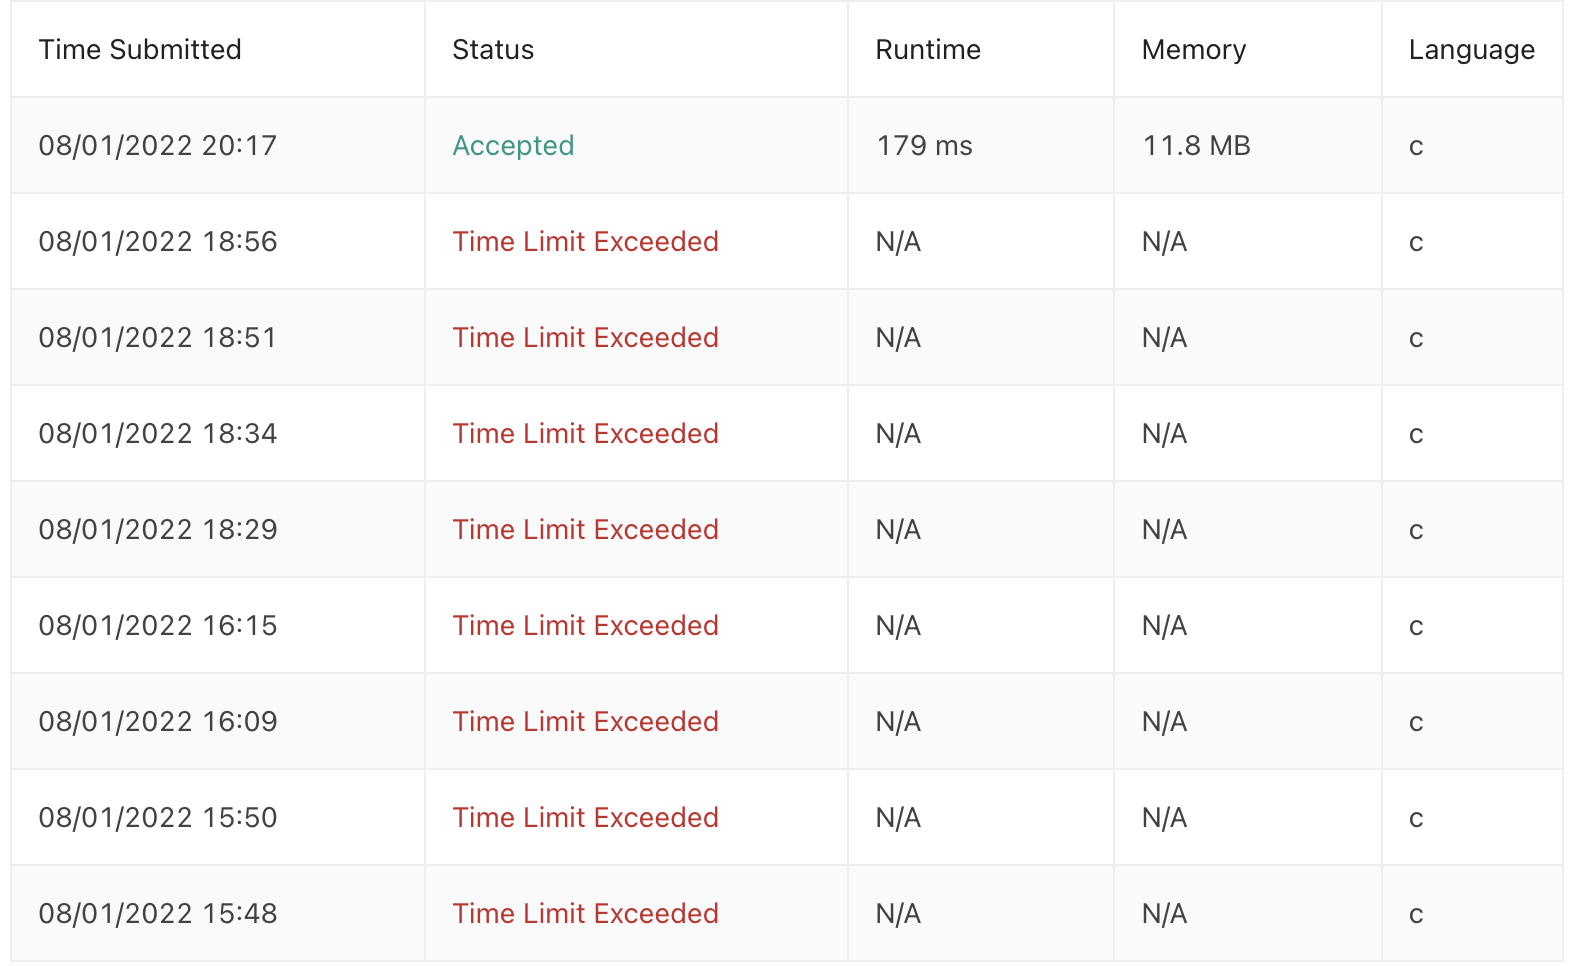 Time Submitted Status Runtime Memory Language
08/01/2022 20:17 Accepted 179 ms 11.8 MB c
08/01/2022 18:56 Time Limit Exceeded N/A N/A c
08/01/2022 18:51 Time Limit Exceeded N/A N/A c
08/01/2022 18:34 Time Limit Exceeded N/A N/A c
08/01/2022 18:29 Time Limit Exceeded N/A N/A c
08/01/2022 16:15 Time Limit Exceeded N/A N/A c
08/01/2022 16:09 Time Limit Exceeded N/A N/A c
08/01/2022 15:50 Time Limit Exceeded N/A N/A c
08/01/2022 15:48 Time Limit Exceeded N/A N/A c